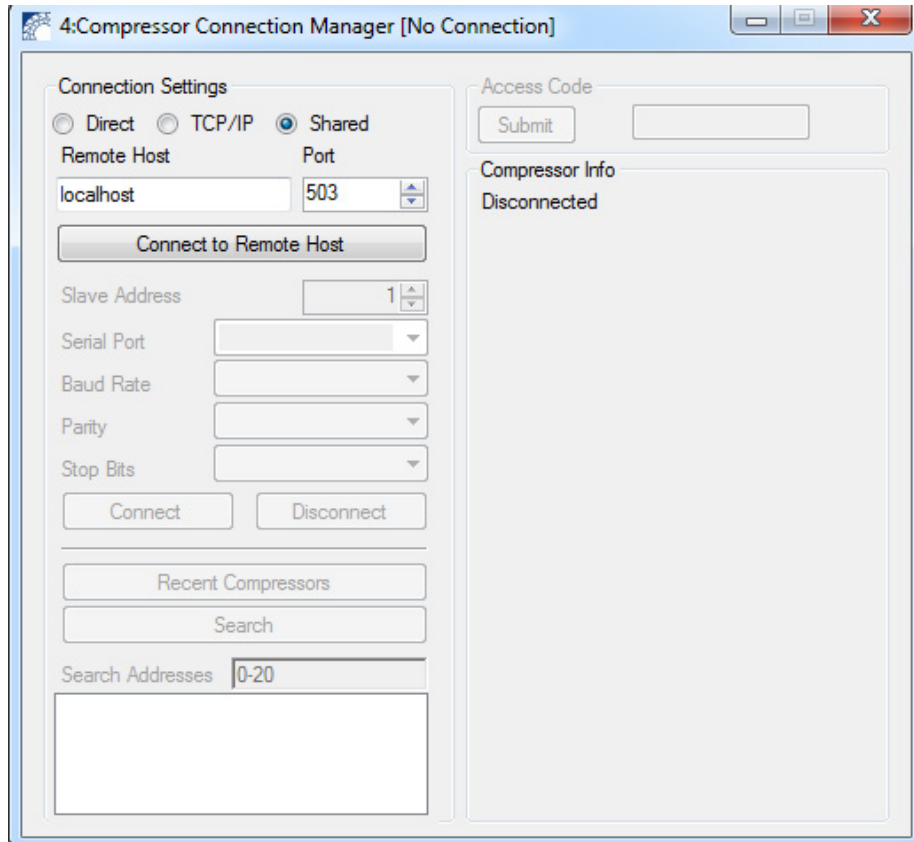 4:Compressor Connection Manager [No Connection]
Connection Settings
Direct TCP/IP Shared
Remote Host Port
localhost 503
Connect to Remote Host
Slave Address 1
Serial Port
Baud Rate
Parity
Stop Bits
Connect Disconnect
Recent Compressors
Search
Search Addresses 0-20
Access Code
Submit
Compressor Info
Disconnected